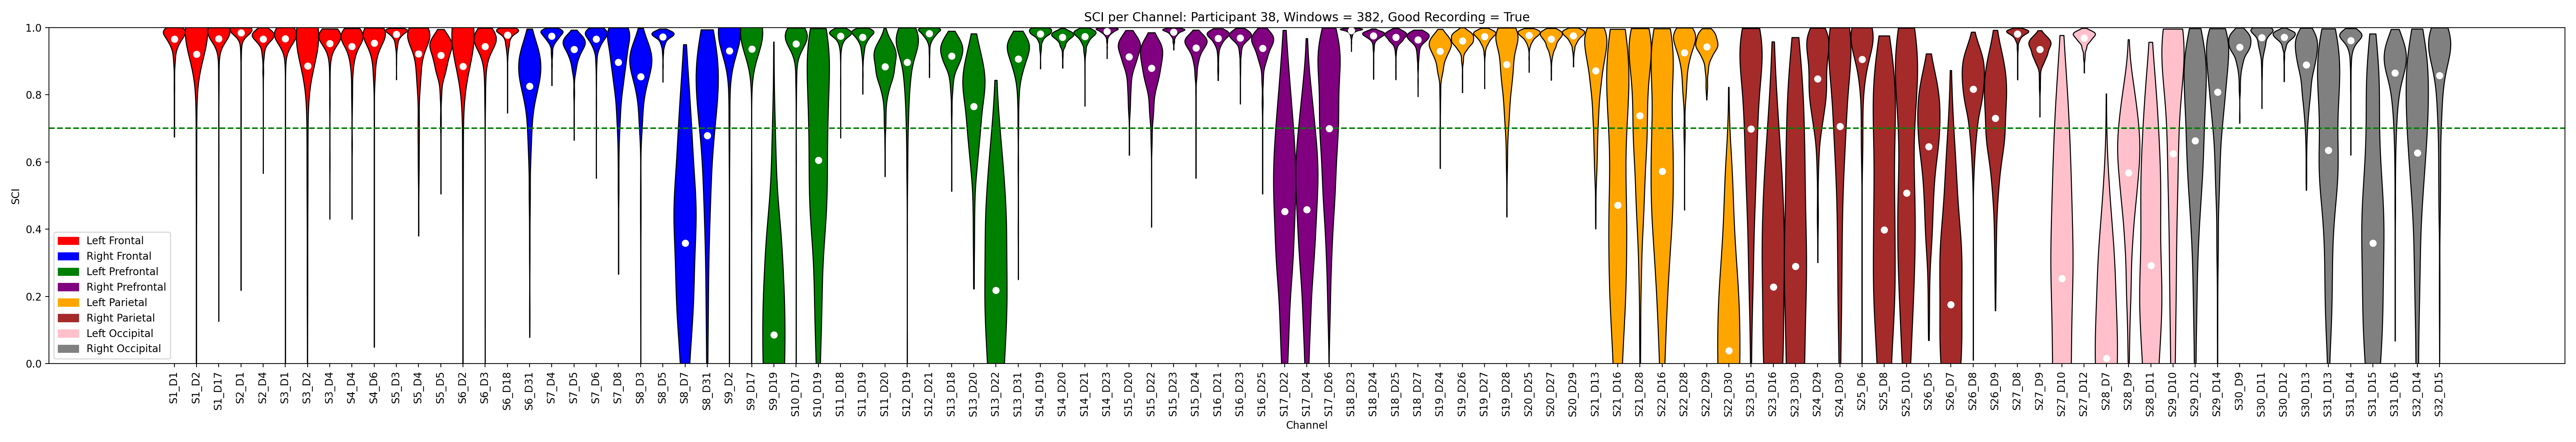 SCI per Channel: Participant 38, Windows = 382, Good Recording = True
1.0
0.8
0.6
0.4
0.2
0.0
SCI
Left Frontal
Right Frontal
Left Prefrontal
Right Prefrontal
Left Parietal
Right Parietal
Left Occipital
Right Occipital
S1_D1
S1_D2
S1_D17
S2_D1
S2_D4
S3_D1
S3_D2
S3_D4
S4_D4
S4_D6
S5_D3
S5_D4
S5_D5
S6_D2
S6_D3
S6_D18
S6_D31
S7_D4
S7_D5
S7_D6
S7_D8
S8_D3
S8_D5
S8_D7
S8_D31
S9_D2
S9_D17
S9_D19
S10_D17
S10_D19
S11_D18
S11_D19
S11_D20
S12_D19
S12_D21
S13_D18
S13_D20
S13_D22
S13_D31
S14_D19
S14_D20
S14_D21
S14_D23
S15_D20
S15_D22
S15_D23
S15_D24
S16_D21
S16_D23
S16_D25
S17_D22
S17_D24
S17_D26
S18_D23
S18_D24
S18_D25
S18_D27
S19_D24
S19_D26
S19_D27
S19_D28
S20_D25
S20_D27
S20_D29
S21_D13
S21_D16
S21_D28
S22_D16
S22_D28
S22_D29
S22_D30
S23_D15
S23_D16
S23_D30
S24_D29
S24_D30
S25_D6
S25_D8
S25_D10
S26_D5
S26_D7
S26_D8
S26_D9
S27_D8
S27_D9
S27_D10
S27_D12
S28_D7
S28_D9
S28_D11
S29_D10
S29_D12
S29_D14
S30_D9
S30_D11
S30_D12
S30_D13
S31_D13
S31_D14
S31_D15
S31_D16
S32_D14
S32_D15
Channel